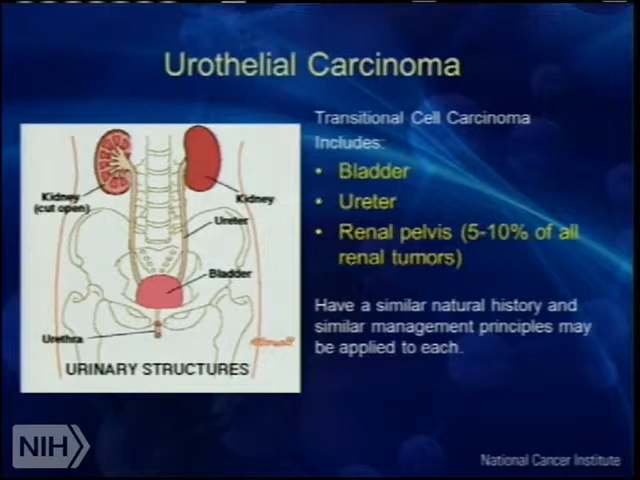 Urothelial Carcinoma
Transitional Cell Carcinoma
Includes:
• Bladder
• Ureter
• Renal pelvis (5-10% of all
renal tumors)
Have a similar natural history and
similar management principles may
be applied to each.
Kidney
(cut open)
Kidney
Ureter
Bladder
Urethra
URINARY STRUCTURES
NIH
National Cancer Institute